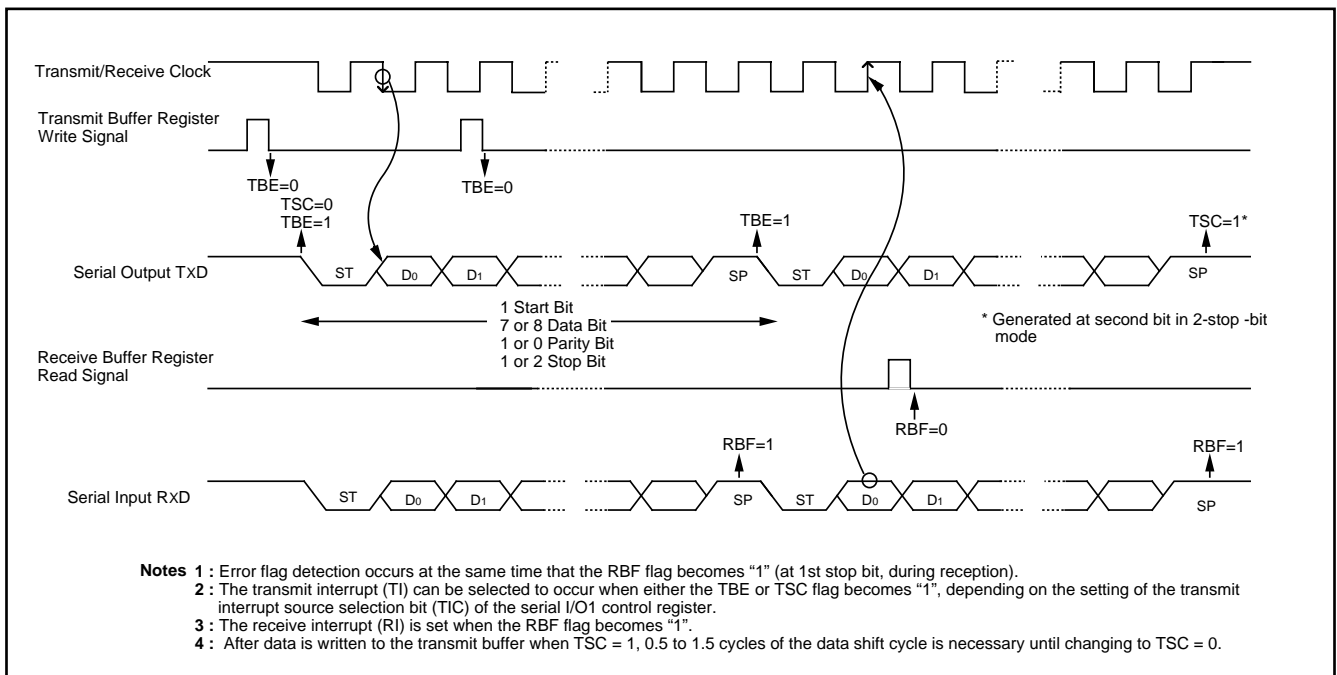 Transmit/Receive Clock
Transmit Buffer Register
Write Signal
TBE=0
TSC=0
TBE=1
TBE=0
TBE=1
TSC=1*
Serial Output TXD
ST
D0
D1
SP
ST
D0
D1
SP
1 Start Bit
7 or 8 Data Bit
1 or 0 Parity Bit
1 or 2 Stop Bit
* Generated at second bit in 2-stop -bit
mode
Receive Buffer Register
Read Signal
RBF=0
RBF=1
RBF=1
Serial Input RXD
ST
D0
D1
SP
ST
D0
D1
SP
Notes 1 : Error flag detection occurs at the same time that the RBF flag becomes “1” (at 1st stop bit, during reception).
2 : The transmit interrupt (TI) can be selected to occur when either the TBE or TSC flag becomes “1”, depending on the setting of the transmit
interrupt source selection bit (TIC) of the serial I/O1 control register.
3 : The receive interrupt (RI) is set when the RBF flag becomes “1”.
4 : After data is written to the transmit buffer when TSC = 1, 0.5 to 1.5 cycles of the data shift cycle is necessary until changing to TSC = 0.